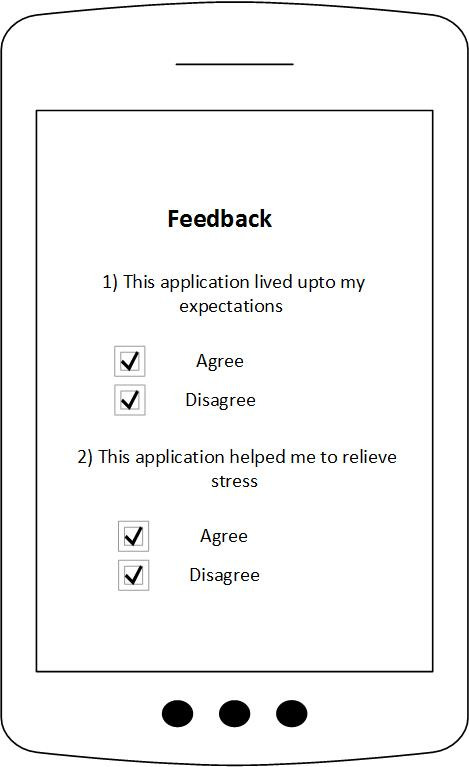 Feedback
1) This application lived upto my
expectations
Agree
Disagree
2) This application helped me to relieve
stress
Agree
Disagree